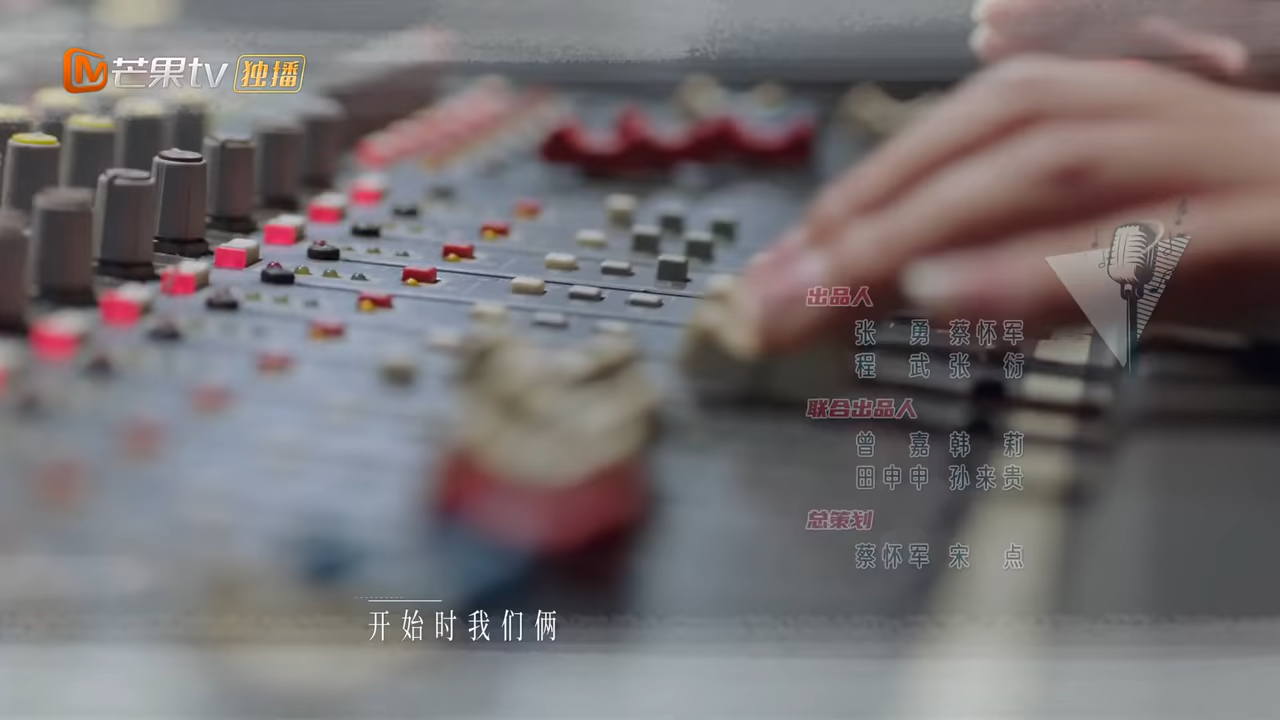 芒果tv 独播
出品人
张 勇 蔡怀军
程 武 张 衍
联合出品人
曾 嘉 韩 莉
田申申 孙来贵
总策划
蔡怀军 宋 点
开始时我们俩